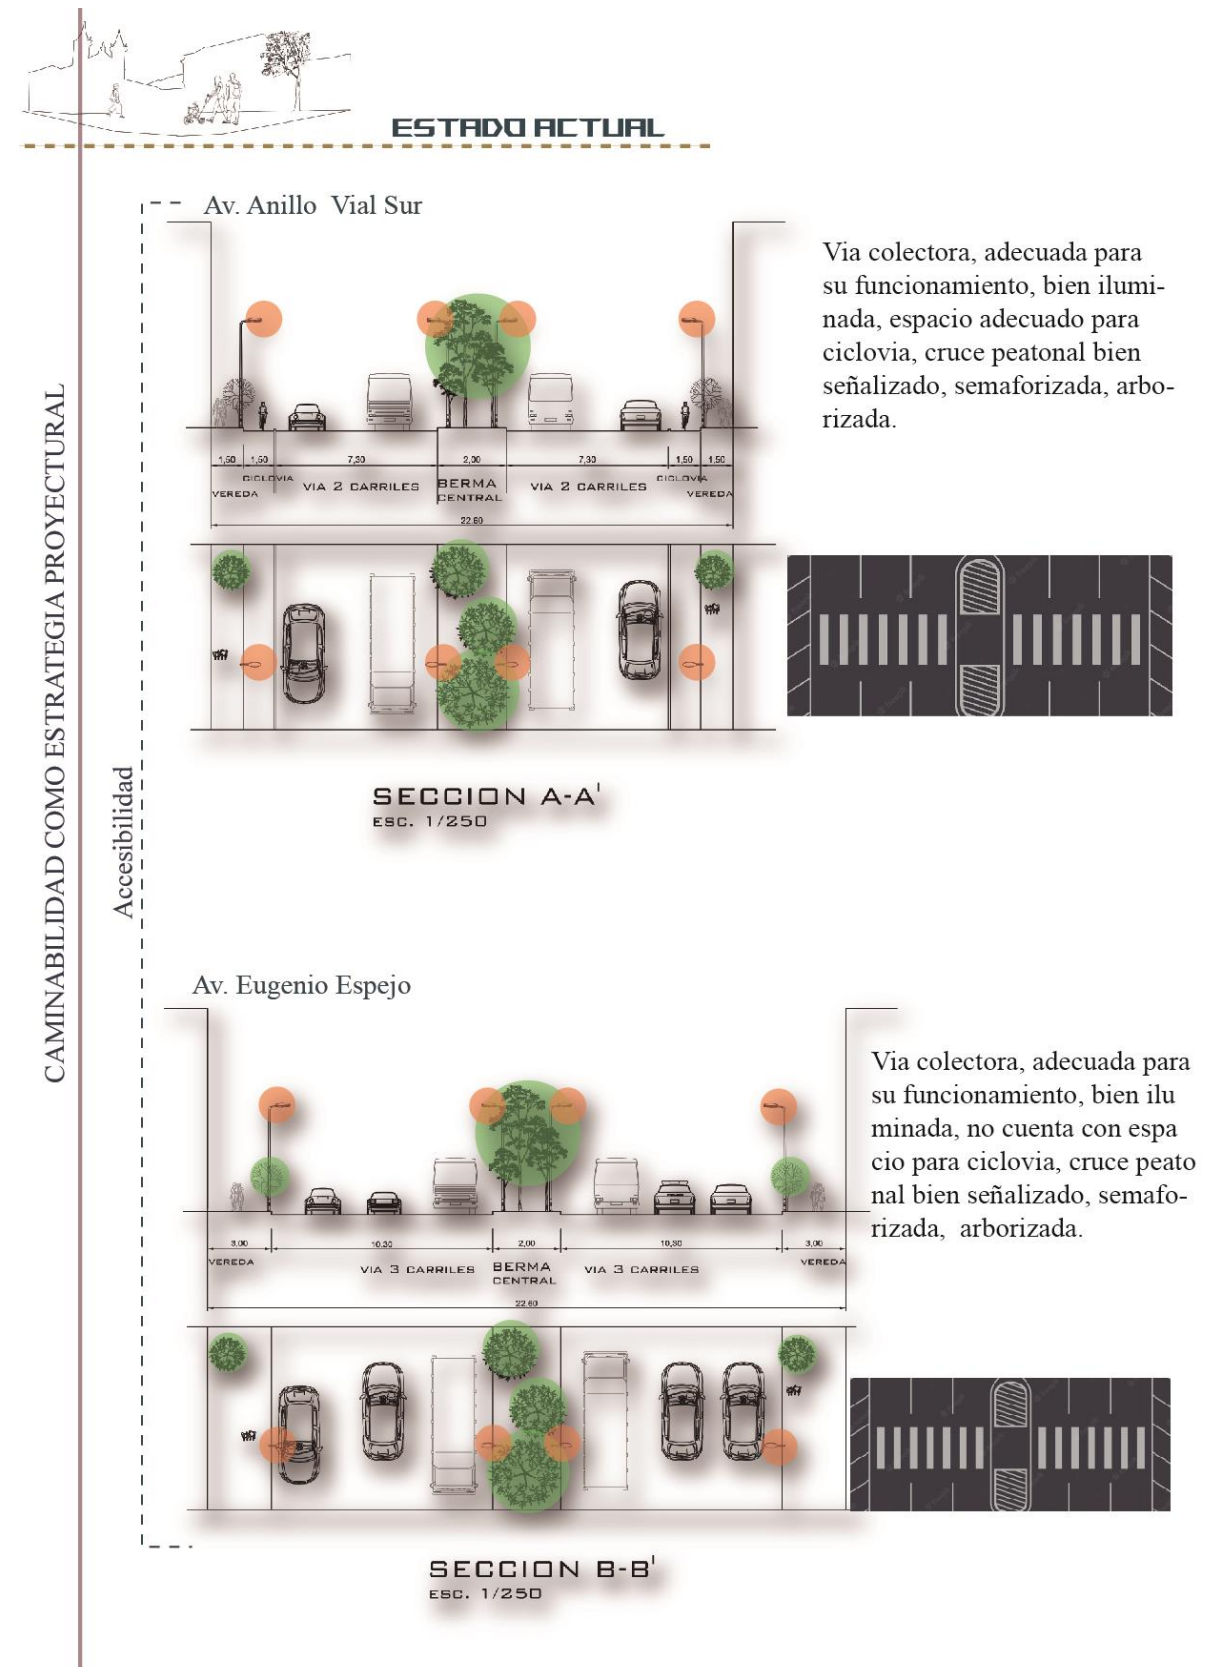 ESTADO ACTUAL
CAMINABILIDAD COMO ESTRATEGIA PROYECTURAL
Accesibilidad
Av. Anillo Vial Sur
Via colectora, adecuada para
su funcionamiento, bien ilumi-
nada, espacio adecuado para
ciclovia, cruce peatonal bien
señalizado, semaforizada, arbo-
rizada.
1,50 1,50 7,30 2,00 7,30 1,50 1,50
VEREDA CICLOVIA VIA 2 CARRILES BERMA CENTRAL VIA 2 CARRILES CICLOVIA VEREDA
22.60
SECCION A-A'
ESC. 1/250
Av. Eugenio Espejo
Via colectora, adecuada para
su funcionamiento, bien ilu
minada, no cuenta con espa
cio para ciclovia, cruce peato
nal bien señalizado, semafo-
rizada, arborizada.
3,00 10,30 2,00 10,30 3,00
VEREDA VIA 3 CARRILES BERMA CENTRAL VIA 3 CARRILES VEREDA
22.60
SECCION B-B'
ESC. 1/250